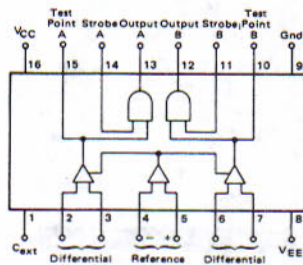 Test Point Strobe Output Output Strobe Test Point
VCC A A A B B B Gnd
16 15 14 13 12 11 10 9
1 2 3 4 5 6 7 8
- +
Cext Differential Reference Differential VEE